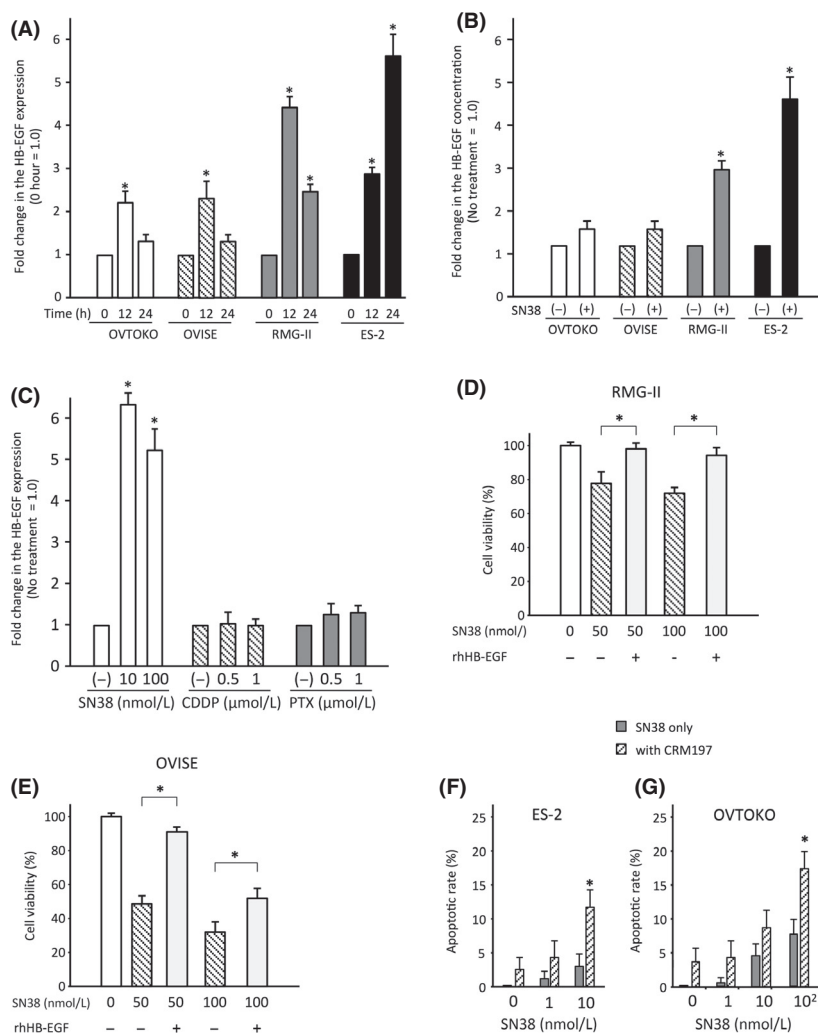 (A)
Fold change in the HB-EGF expression
(0 hour = 1.0)
6
5
4
3
2
1
0
* * * * * *
Time (h) 0 12 24 0 12 24 0 12 24 0 12 24
OVTOKO OVISE RMG-II ES-2
(B)
Fold change in the HB-EGF concentration
(No treatment = 1.0)
6
5
4
3
2
1
0
* *
SN38 (–) (+) (–) (+) (–) (+) (–) (+)
OVTOKO OVISE RMG-II ES-2
(C)
Fold change in the HB-EGF expression
(No treatment = 1.0)
6
5
4
3
2
1
0
* *
(–) 10 100 (–) 0.5 1 (–) 0.5 1
SN38 (nmol/L) CDDP (μmol/L) PTX (μmol/L)
(D)
RMG-II
Cell viability (%)
100
80
60
40
20
0
* *
SN38 (nmol/) 0 50 50 100 100
rhHB-EGF – – + - +
SN38 only
with CRM197
(E)
OVISE
Cell viability (%)
100
80
60
40
20
0
* *
SN38 (nmol/L) 0 50 50 100 100
rhHB-EGF – – + – +
(F)
ES-2
Apoptotic rate (%)
25
20
15
10
5
0
*
0 1 10
SN38 (nmol/L)
(G)
OVTOKO
Apoptotic rate (%)
25
20
15
10
5
0
*
0 1 10 10²
SN38 (nmol/L)